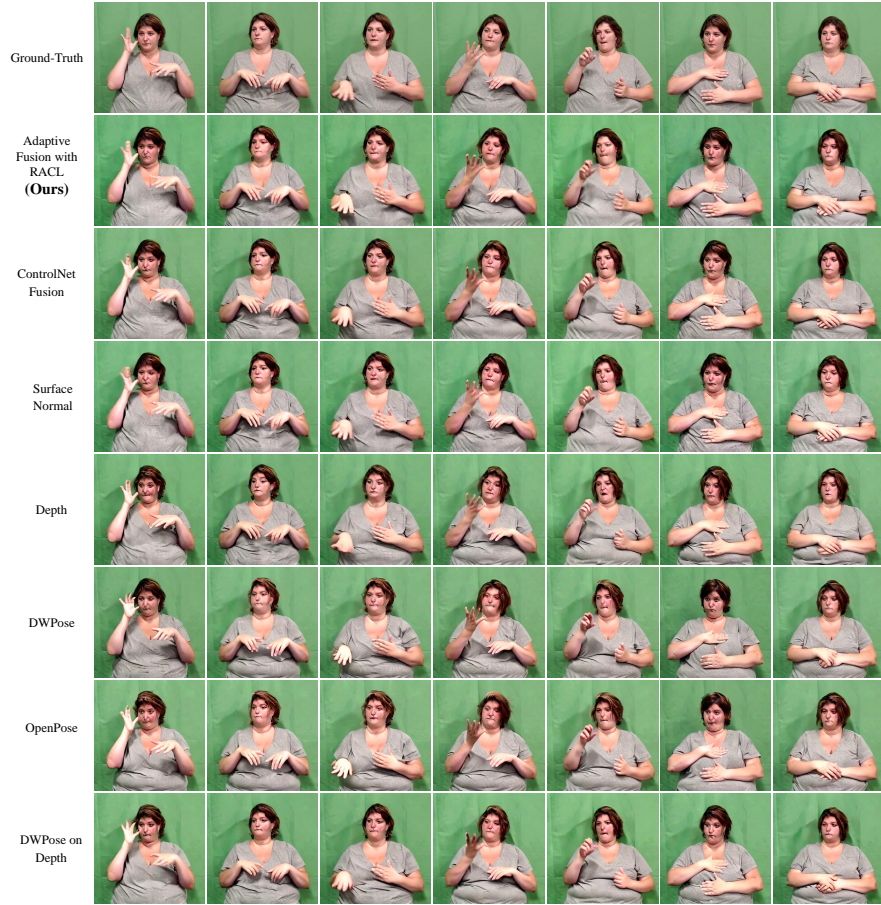 Ground-Truth
Adaptive
Fusion with
RACL
(Ours)
ControlNet
Fusion
Surface
Normal
Depth
DWPose
OpenPose
DWPose on
Depth